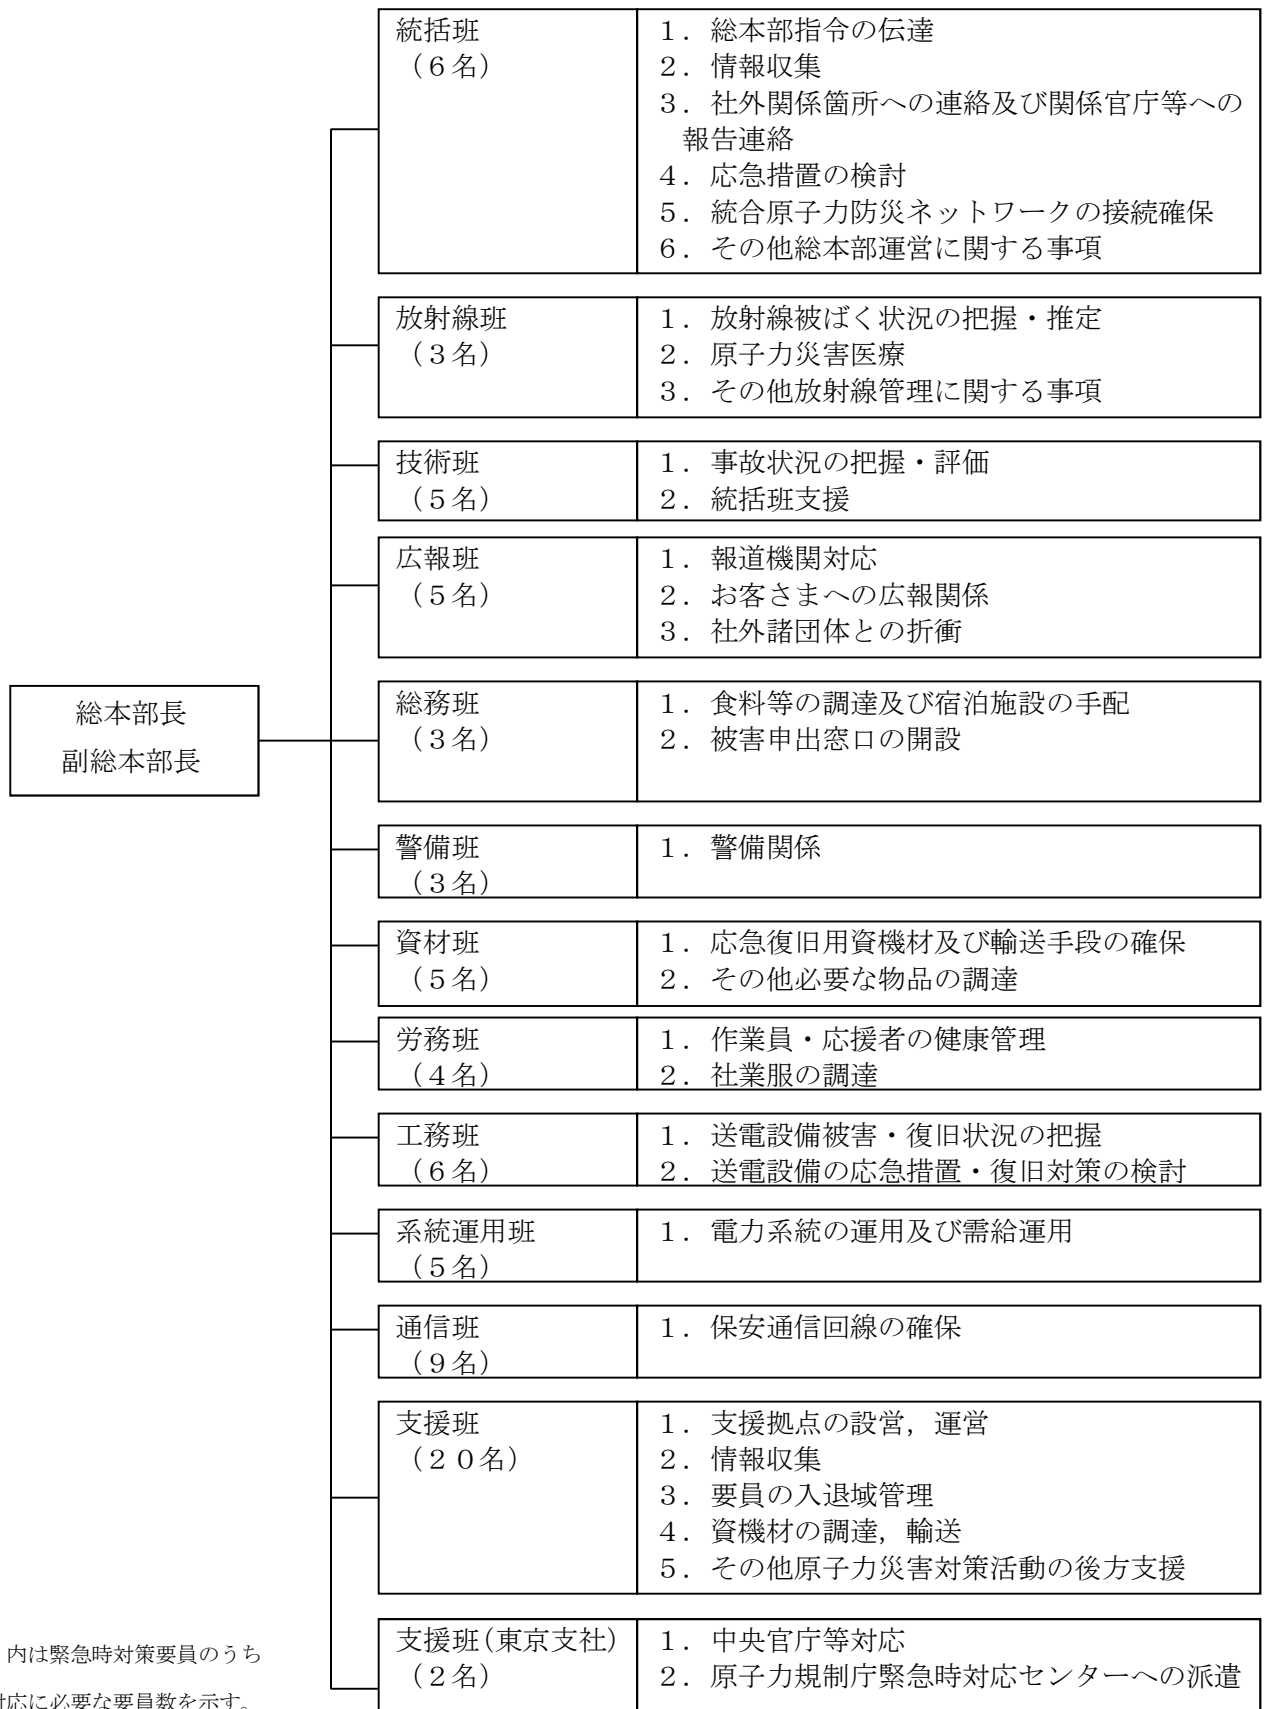 統括班
（６名）
１．総本部指令の伝達
２．情報収集
３．社外関係箇所への連絡及び関係官庁等への
報告連絡
４．応急措置の検討
５．統合原子力防災ネットワークの接続確保
６．その他総本部運営に関する事項
放射線班
（３名）
１．放射線被ばく状況の把握・推定
２．原子力災害医療
３．その他放射線管理に関する事項
技術班
（５名）
１．事故状況の把握・評価
２．統括班支援
広報班
（５名）
１．報道機関対応
２．お客さまへの広報関係
３．社外諸団体との折衝
総本部長
副総本部長
総務班
（３名）
１．食料等の調達及び宿泊施設の手配
２．被害申出窓口の開設
警備班
（３名）
１．警備関係
資材班
（５名）
１．応急復旧用資機材及び輸送手段の確保
２．その他必要な物品の調達
労務班
（４名）
１．作業員・応援者の健康管理
２．社業服の調達
工務班
（６名）
１．送電設備被害・復旧状況の把握
２．送電設備の応急措置・復旧対策の検討
系統運用班
（５名）
１．電力系統の運用及び需給運用
通信班
（９名）
１．保安通信回線の確保
支援班
（２０名）
１．支援拠点の設営，運営
２．情報収集
３．要員の入退域管理
４．資機材の調達，輸送
５．その他原子力災害対策活動の後方支援
支援班（東京支社）
（２名）
１．中央官庁等対応
２．原子力規制庁緊急時対応センターへの派遣
内は緊急時対策要員のうち
対応に必要な要員数を示す。